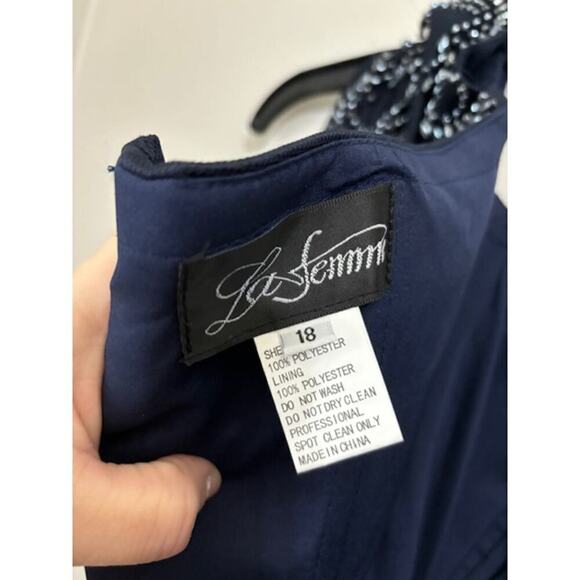 La Femm
18
SHE
100% POLYESTER
LINING
100% POLYESTER
DO NOT WASH
DO NOT DRY CLEAN
PROFESSIONAL
SPOT CLEAN ONLY
MADE IN CHINA